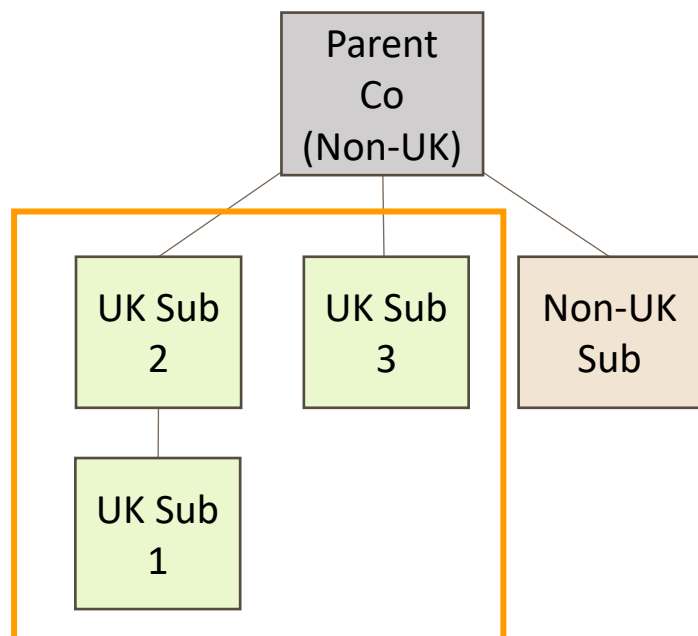 Parent
Co
(Non-UK)
UK Sub
2
UK Sub
3
Non-UK
Sub
UK Sub
1